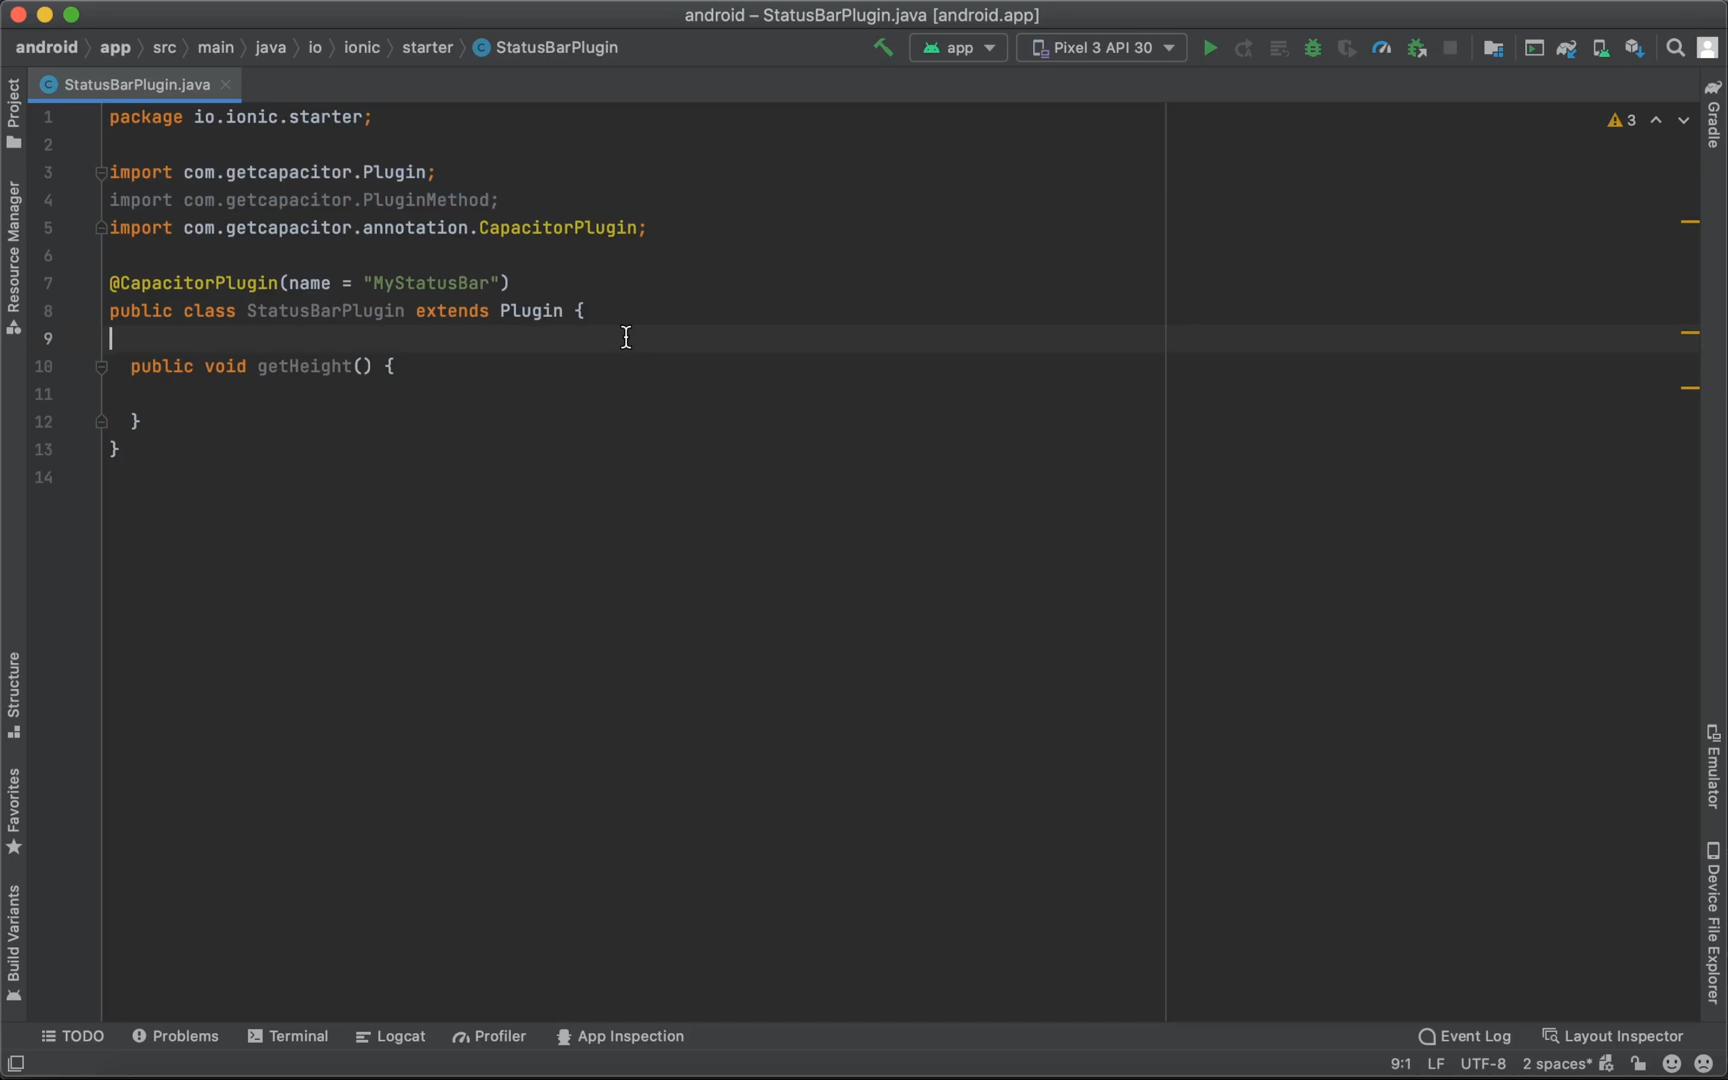 android – StatusBarPlugin.java [android.app]
android app src main java io ionic starter StatusBarPlugin
app
Pixel 3 API 30
StatusBarPlugin.java
3
1 package io.ionic.starter;
2
3 import com.getcapacitor.Plugin;
4 import com.getcapacitor.PluginMethod;
5 import com.getcapacitor.annotation.CapacitorPlugin;
6
7 @CapacitorPlugin(name = "MyStatusBar")
8 public class StatusBarPlugin extends Plugin {
9
10 public void getHeight() {
11
12 }
13 }
14
Project
Resource Manager
Structure
Favorites
Build Variants
Gradle
Emulator
Device File Explorer
TODO Problems Terminal Logcat Profiler App Inspection Event Log Layout Inspector
9:1 LF UTF-8 2 spaces*